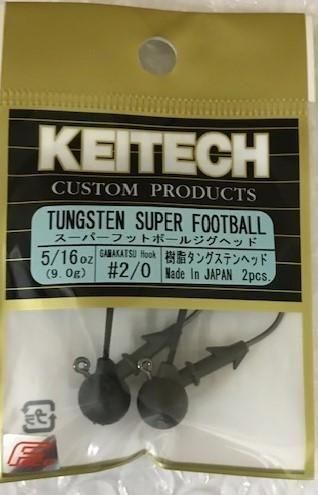 KEITECH
CUSTOM PRODUCTS
TUNGSTEN SUPER FOOTBALL
スーパーフットボールジグヘッド
5/16oz GAMAKATSU Hook 樹脂タングステンヘッド
(9.0g) #2/0 Made In JAPAN 2pcs.
プラ